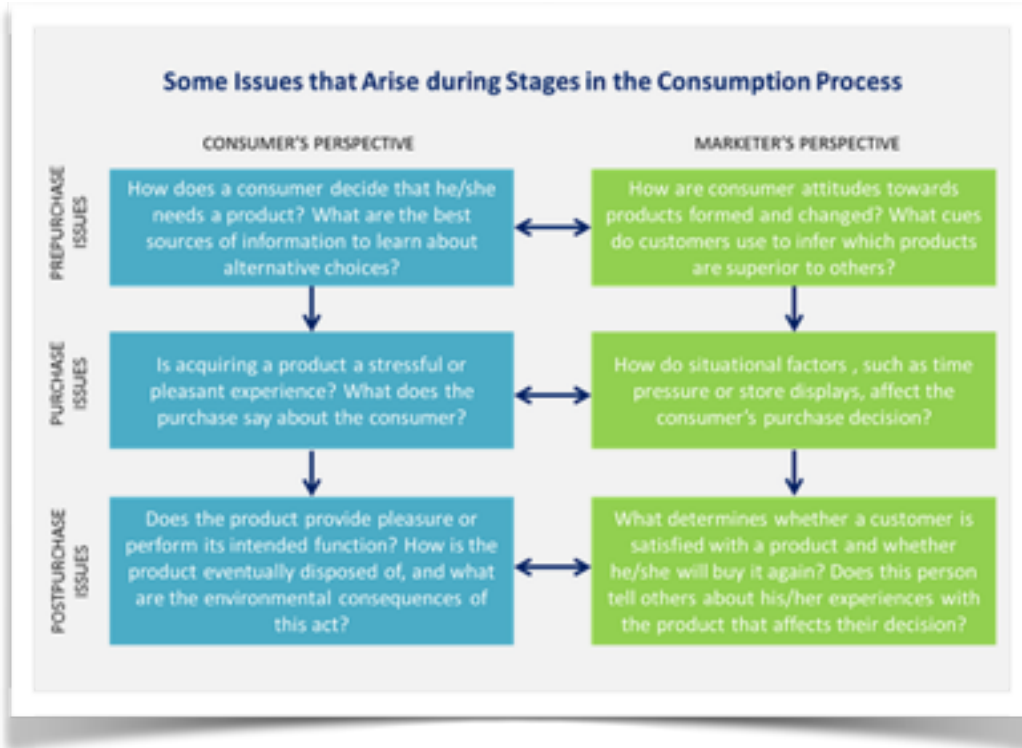 Some Issues that Arise during Stages in the Consumption Process
CONSUMER'S PERSPECTIVE
MARKETER'S PERSPECTIVE
PREPURCHASE
ISSUES
How does a consumer decide that he/she
needs a product? What are the best
sources of information to learn about
alternative choices?
How are consumer attitudes towards
products formed and changed? What cues
do customers use to infer which products
are superior to others?
PURCHASE
ISSUES
Is acquiring a product a stressful or
pleasant experience? What does the
purchase say about the consumer?
How do situational factors , such as time
pressure or store displays, affect the
consumer's purchase decision?
POSTPURCHASE
ISSUES
Does the product provide pleasure or
perform its intended function? How is the
product eventually disposed of, and what
are the environmental consequences of
this act?
What determines whether a customer is
satisfied with a product and whether
he/she will buy it again? Does this person
tell others about his/her experiences with
the product that affects their decision?